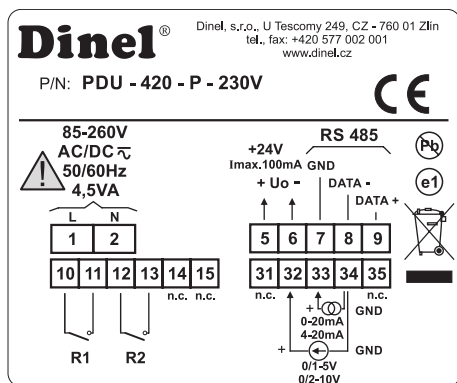 Dinel®
Dinel, s.r.o., U Tescomy 249, CZ - 760 01 Zlín
tel., fax: +420 577 002 001
www.dinel.cz
P/N: PDU - 420 - P - 230V
CE
85-260V
AC/DC
50/60Hz
4,5VA
L N
1 2
10 11 12 13 14 15
n.c. n.c.
R1 R2
RS 485
+24V
Imax.100mA GND
+ Uo - DATA -
DATA +
5 6 7 8 9
31 32 33 34 35
n.c. n.c.
+ GND
0-20mA
4-20mA
+ GND
0/1-5V
0/2-10V
Pb
e1